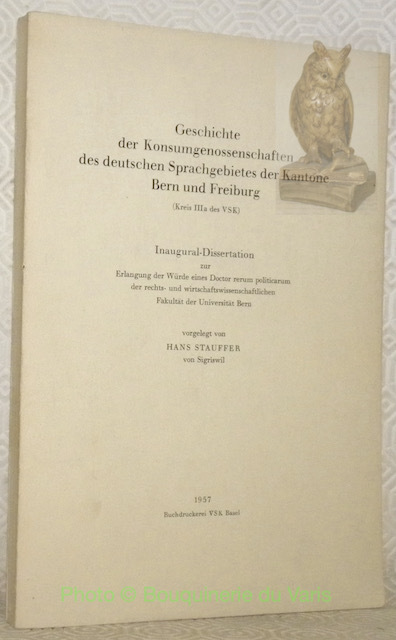 Geschichte
der Konsumgenossenschaften
des deutschen Sprachgebietes der Kantone
Bern und Freiburg
(Kreis IIIa des VSK)
Inaugural-Dissertation
zur
Erlangung der Würde eines Doctor rerum politicarum
der rechts- und wirtschaftswissenschaftlichen
Fakultät der Universität Bern
vorgelegt von
HANS STAUFFER
von Sigriswil
1957
Buchdruckerei VSK Basel
Photo © Bouquinerie du Varis